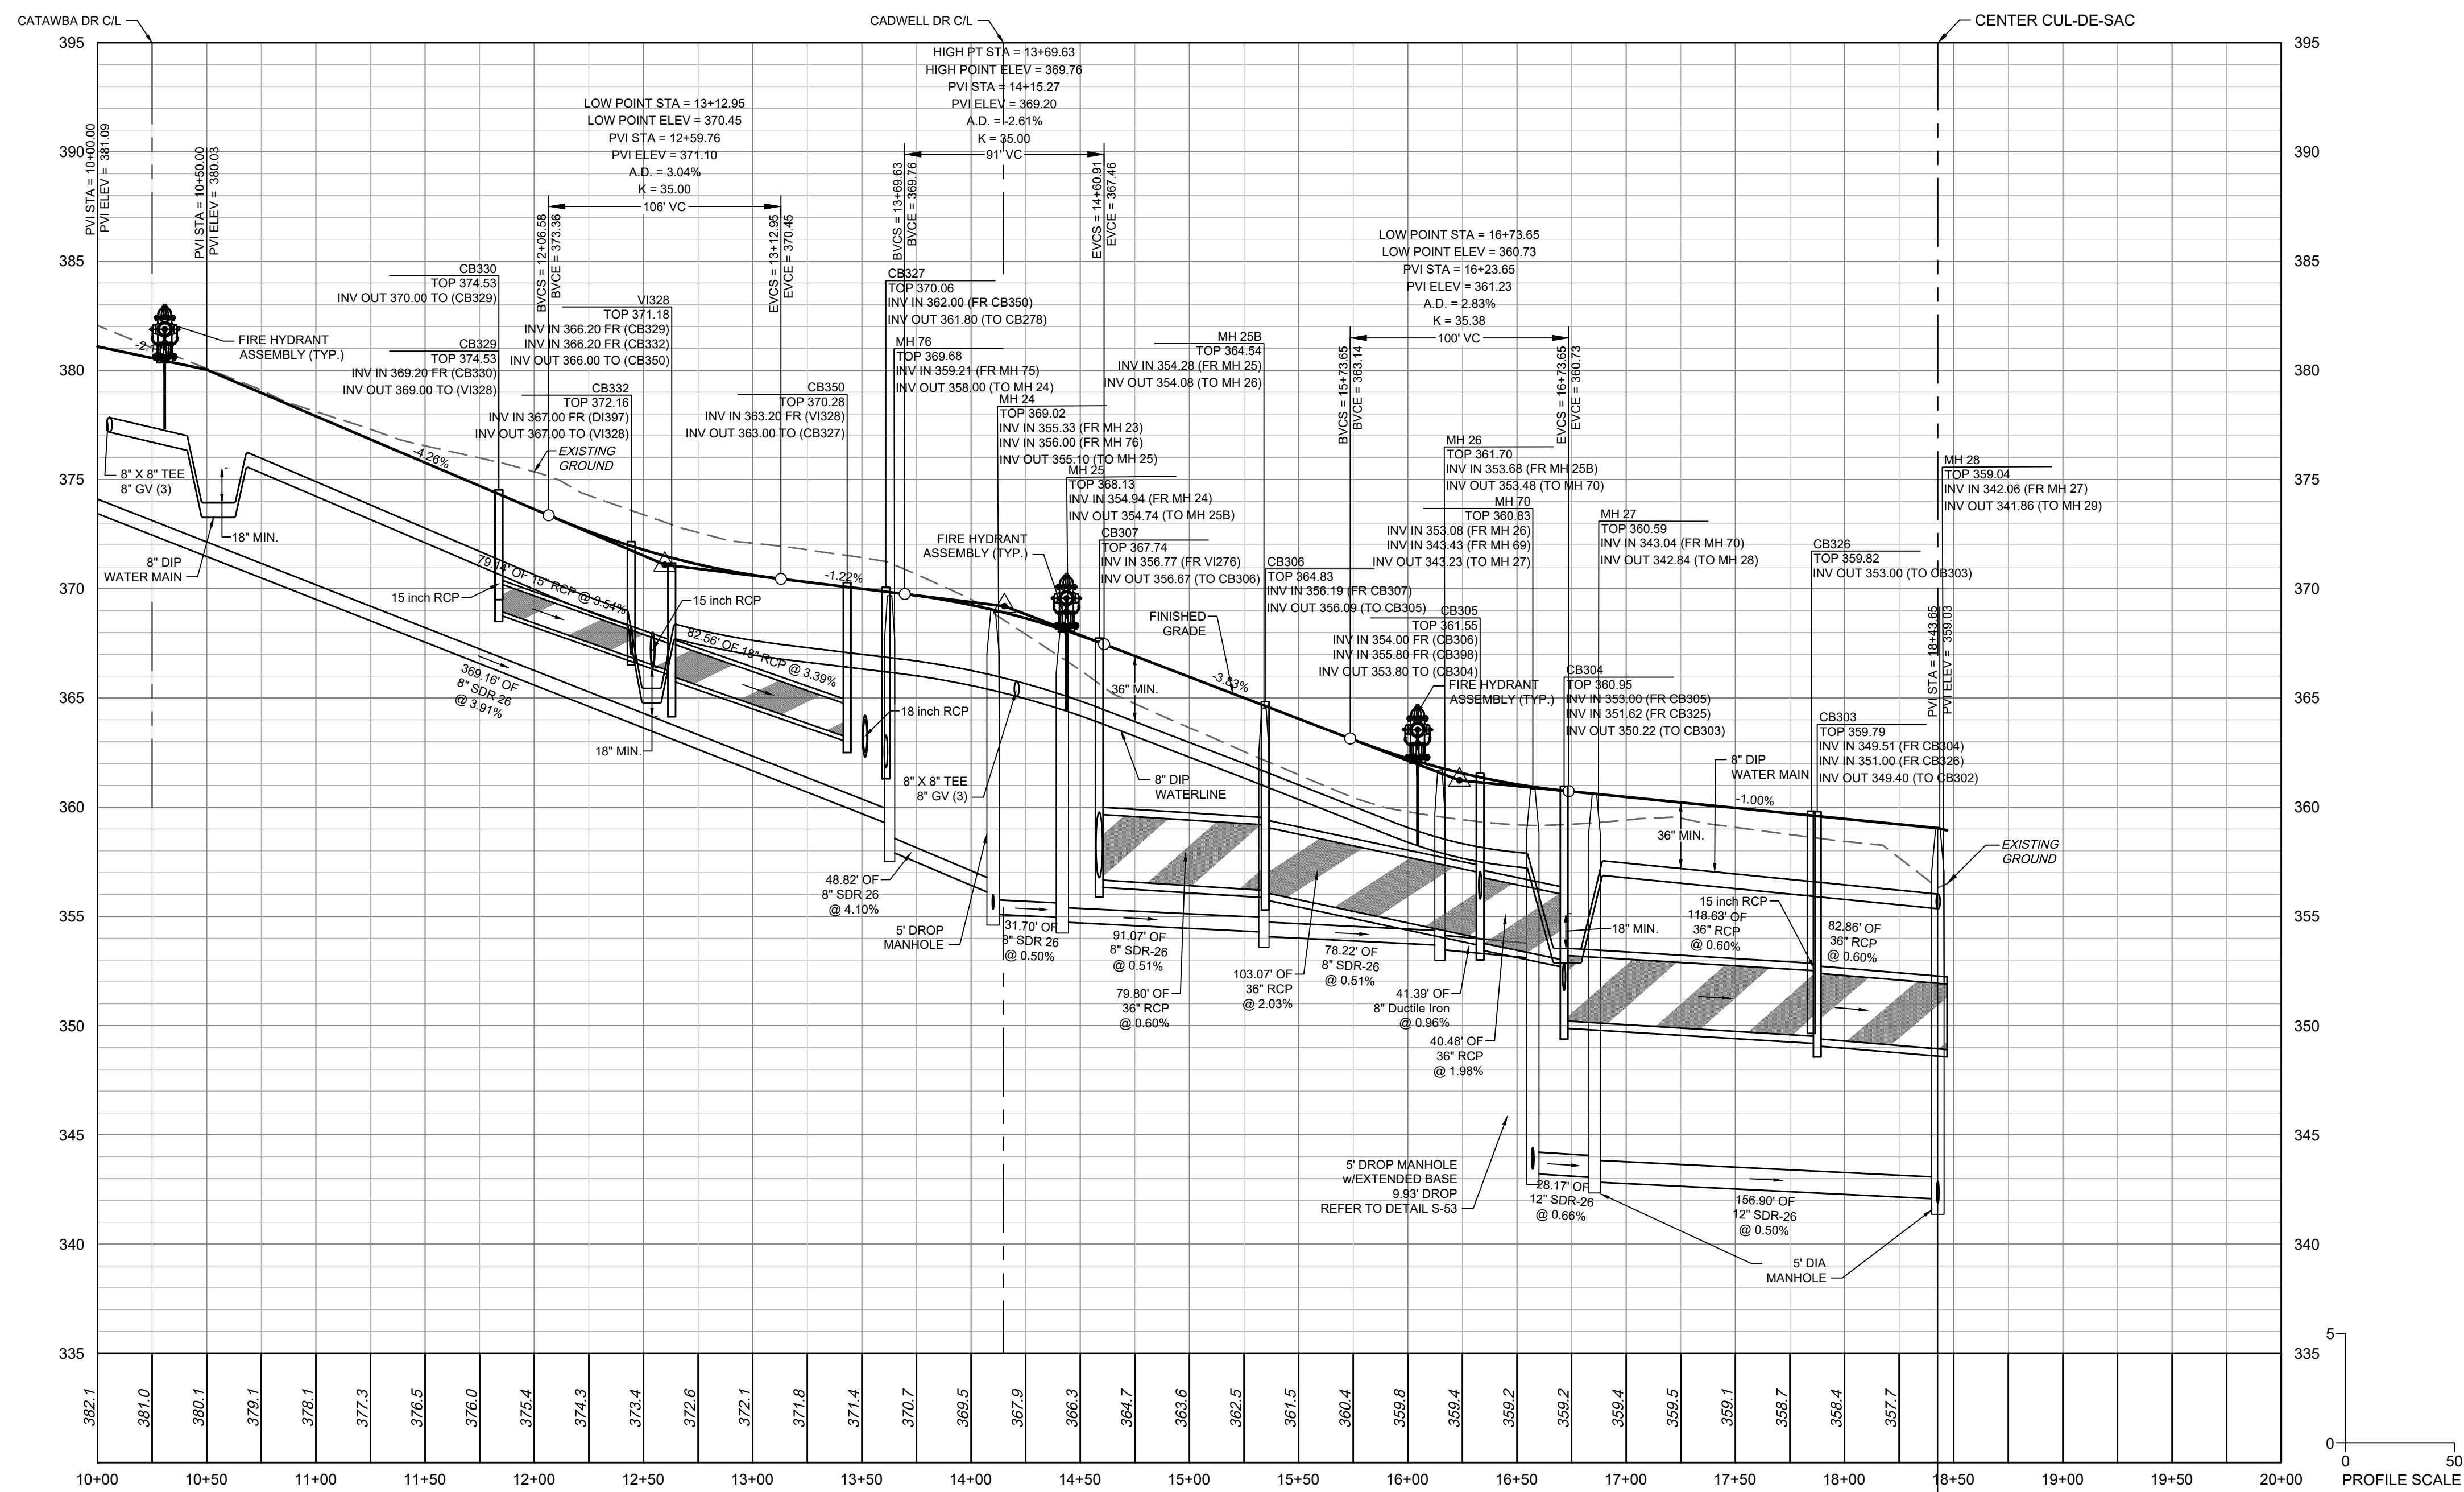 CATAWBA DR C/L
CADWELL DR C/L
CENTER CUL-DE-SAC
395
390
385
380
375
370
365
360
355
350
345
340
335
395
390
385
380
375
370
365
360
355
350
345
340
335
PVI STA = 10+00.00
PVI ELEV = 381.09
PVI STA = 10+50.00
PVI ELEV = 380.03
LOW POINT STA = 13+12.95
LOW POINT ELEV = 370.45
PVI STA = 12+59.76
PVI ELEV = 371.10
A.D. = 3.04%
K = 35.00
106' VC
BVCS = 12+06.58
BVCE = 373.36
EVCS = 13+12.95
EVCE = 370.45
HIGH PT STA = 13+69.63
HIGH POINT ELEV = 369.76
PVI STA = 14+15.27
PVI ELEV = 369.20
A.D. = -2.61%
K = 35.00
91' VC
BVCS = 13+69.63
BVCE = 369.76
EVCS = 14+60.91
EVCE = 367.46
LOW POINT STA = 16+73.65
LOW POINT ELEV = 360.73
PVI STA = 16+23.65
PVI ELEV = 361.23
A.D. = 2.83%
K = 35.38
100' VC
BVCS = 15+73.65
BVCE = 363.14
EVCS = 16+73.65
EVCE = 360.73
PVI STA = 18+43.65
PVI ELEV = 359.03
FIRE HYDRANT
ASSEMBLY (TYP.)
CB330
TOP 374.53
INV OUT 370.00 TO (CB329)
CB329
TOP 374.53
INV IN 369.20 FR (CB330)
INV OUT 369.00 TO (VI328)
VI328
TOP 371.18
INV IN 366.20 FR (CB329)
INV IN 366.20 FR (CB332)
INV OUT 366.00 TO (CB350)
CB332
TOP 372.16
INV IN 367.00 FR (DI397)
INV OUT 367.00 TO (VI328)
CB350
TOP 370.28
INV IN 363.20 FR (VI328)
INV OUT 363.00 TO (CB327)
CB327
TOP 370.06
INV IN 362.00 (FR CB350)
INV OUT 361.80 (TO CB278)
MH 76
TOP 369.68
INV IN 359.21 (FR MH 75)
INV OUT 358.00 (TO MH 24)
MH 24
TOP 369.02
INV IN 355.33 (FR MH 23)
INV IN 356.00 (FR MH 76)
INV OUT 355.10 (TO MH 25)
MH 25
TOP 368.13
INV IN 354.94 (FR MH 24)
INV OUT 354.74 (TO MH 25B)
CB307
TOP 367.74
INV IN 356.77 (FR VI276)
INV OUT 356.67 (TO CB306)
MH 25B
TOP 364.54
INV IN 354.28 (FR MH 25)
INV OUT 354.08 (TO MH 26)
CB306
TOP 364.83
INV IN 356.19 (FR CB307)
INV OUT 356.09 (TO CB305)
MH 26
TOP 361.70
INV IN 353.68 (FR MH 25B)
INV OUT 353.48 (TO MH 70)
MH 70
TOP 360.83
INV IN 353.08 (FR MH 26)
INV IN 343.43 (FR MH 69)
INV OUT 343.23 (TO MH 27)
CB305
TOP 361.55
INV IN 354.00 FR (CB306)
INV IN 355.80 FR (CB398)
INV OUT 353.80 TO (CB304)
MH 27
TOP 360.59
INV IN 343.04 (FR MH 70)
INV OUT 342.84 (TO MH 28)
CB304
TOP 360.95
INV IN 353.00 (FR CB305)
INV IN 351.62 (FR CB325)
INV OUT 350.22 (TO CB303)
CB326
TOP 359.82
INV OUT 353.00 (TO CB303)
CB303
TOP 359.79
INV IN 349.51 (FR CB304)
INV IN 351.00 (FR CB326)
INV OUT 349.40 (TO CB302)
MH 28
TOP 359.04
INV IN 342.06 (FR MH 27)
INV OUT 341.86 (TO MH 29)
-4.26%
-1.22%
-3.83%
-1.00%
EXISTING
GROUND
8" X 8" TEE
8" GV (3)
18" MIN.
8" DIP
WATER MAIN
15 inch RCP
79.14' OF 15" RCP @ 3.54%
15 inch RCP
82.56' OF 18" RCP @ 3.39%
369.16' OF
8" SDR 26
@ 3.91%
18" MIN.
18 inch RCP
8" X 8" TEE
8" GV (3)
48.82' OF
8" SDR 26
@ 4.10%
5' DROP
MANHOLE
FIRE HYDRANT
ASSEMBLY (TYP.)
36" MIN.
FINISHED
GRADE
8" DIP
WATERLINE
31.70' OF
8" SDR 26
@ 0.50%
91.07' OF
8" SDR-26
@ 0.51%
79.80' OF
36" RCP
@ 0.60%
103.07' OF
36" RCP
@ 2.03%
78.22' OF
8" SDR-26
@ 0.51%
41.39' OF
8" Ductile Iron
@ 0.96%
40.48' OF
36" RCP
@ 1.98%
FIRE HYDRANT
ASSEMBLY (TYP.)
8" DIP
WATER MAIN
36" MIN.
18" MIN.
15 inch RCP
118.63' OF
36" RCP
@ 0.60%
82.86' OF
36" RCP
@ 0.60%
EXISTING
GROUND
5' DROP MANHOLE
w/EXTENDED BASE
9.93' DROP
REFER TO DETAIL S-53
28.17' OF
12" SDR-26
@ 0.66%
156.90' OF
12" SDR-26
@ 0.50%
5' DIA
MANHOLE
382.1
381.0
380.1
379.1
378.1
377.3
376.5
376.0
375.4
374.3
373.4
372.6
372.1
371.8
371.4
370.7
369.5
367.9
366.3
364.7
363.6
362.5
361.5
360.4
359.8
359.4
359.2
359.2
359.4
359.5
359.1
358.7
358.4
357.7
10+00
10+50
11+00
11+50
12+00
12+50
13+00
13+50
14+00
14+50
15+00
15+50
16+00
16+50
17+00
17+50
18+00
18+50
19+00
19+50
20+00
5
0
0
50
PROFILE SCALE